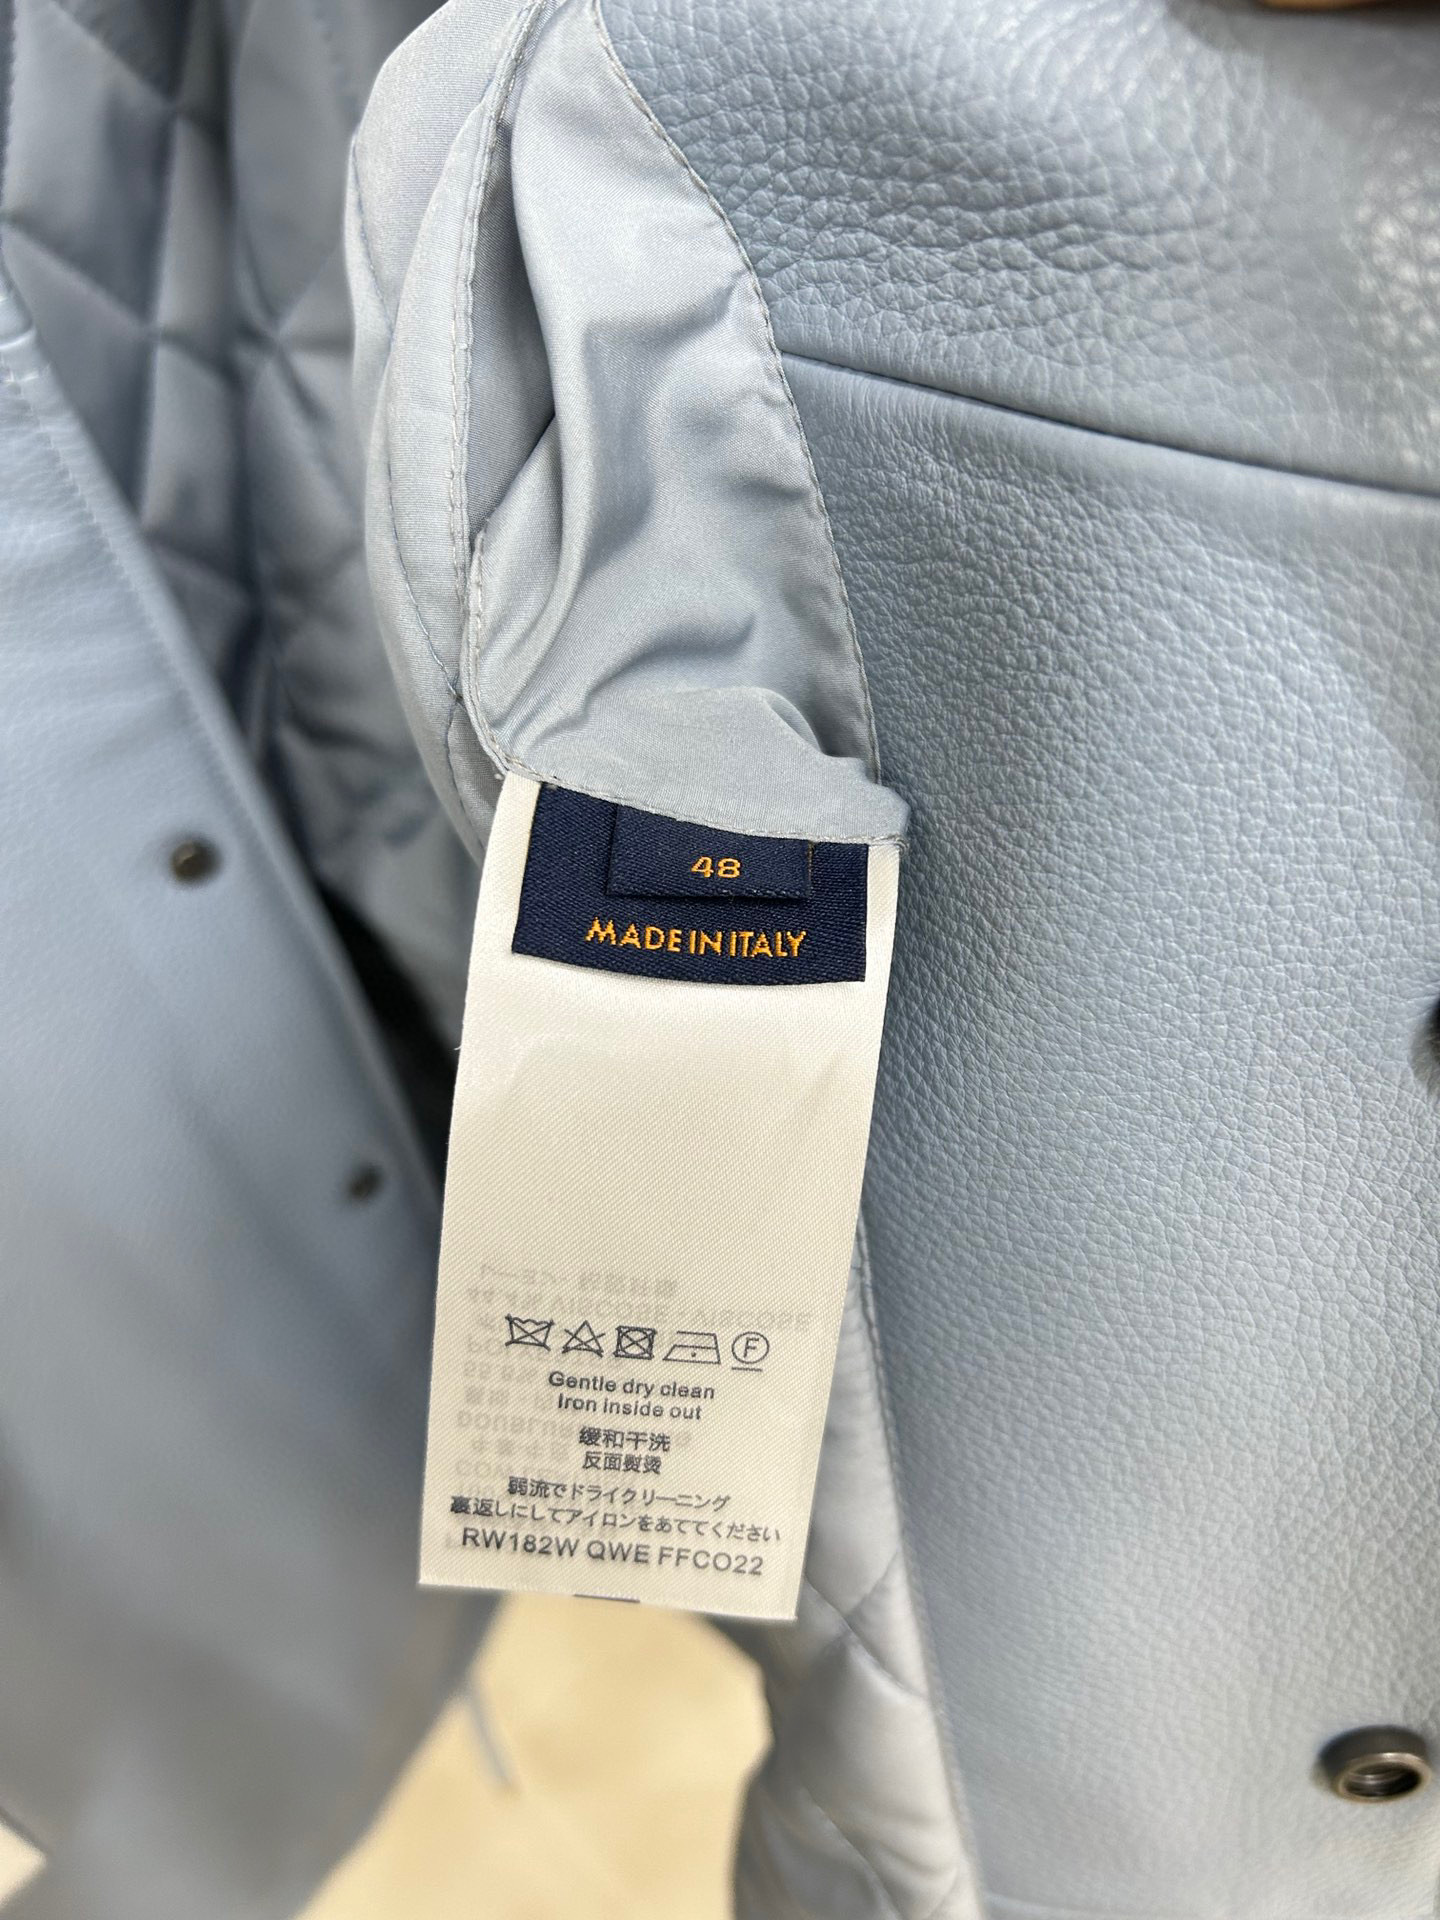 48
MADE IN ITALY
Gentle dry clean
Iron inside out
缓和干洗
反面熨烫
弱流でドライクリーニング
裏返しにしてアイロンをあててください
RW182W QWE FFCO22
F